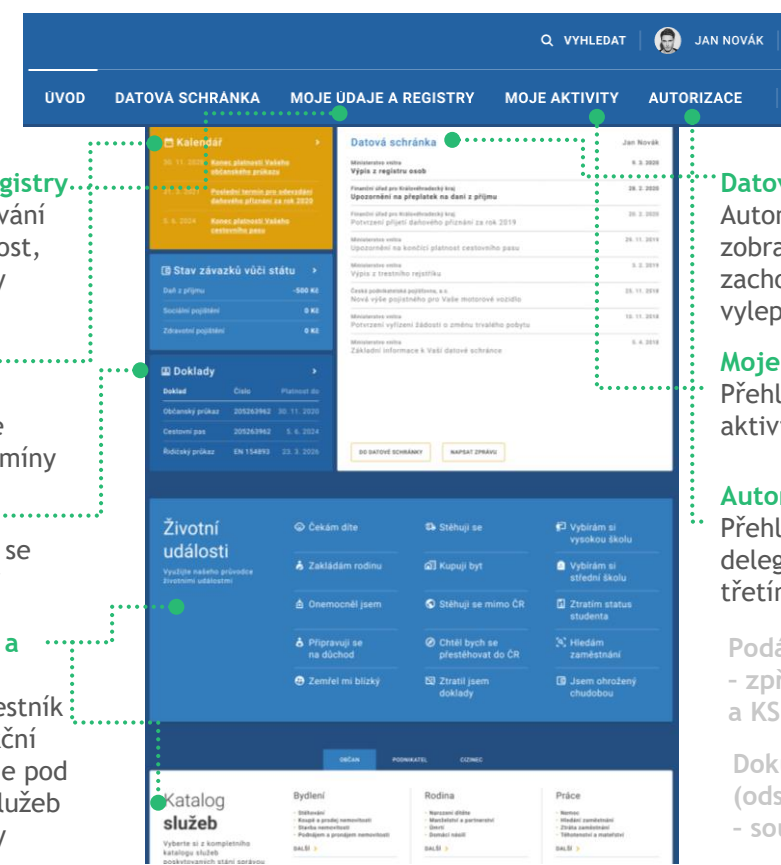 VYHLEDAT
JAN NOVÁK
ÚVOD DATOVÁ SCHRÁNKA MOJE ÚDAJE A REGISTRY MOJE AKTIVITY AUTORIZACE
gistry
vání
ost,
y
e
míny
se
a
estník
ční
e pod
lužeb
y
Kalendář
30. 11. 2020 Konec platnosti Vašeho
občanského průkazu
Poslední termín pro odevzdání
daňového přiznání za rok 2020
5. 6. 2024 Konec platnosti Vašeho
cestovního pasu
Stav závazků vůči státu
Daň z příjmu -500 Kč
Sociální pojištění 0 Kč
Zdravotní pojištění 0 Kč
Doklady
Doklad Číslo Platnost do
Občanský průkaz 205263962 30. 11. 2020
Cestovní pas 205263962 5. 6. 2024
Řidičský průkaz EN 154893 23. 3. 2026
Datová schránka Jan Novák
Ministerstvo vnitra 9. 3. 2020
Výpis z registru osob
Finanční úřad pro Královéhradecký kraj 28. 2. 2020
Upozornění na přeplatek na dani z příjmu
Finanční úřad pro Královéhradecký kraj 20. 2. 2020
Potvrzení přijetí daňového přiznání za rok 2019
Ministerstvo vnitra 29. 11. 2019
Upozornění na končící platnost cestovního pasu
Ministerstvo vnitra 3. 2. 2019
Výpis z trestního rejstříku
Česká podnikatelská pojišťovna, a.s. 23. 11. 2018
Nová výše pojistného pro Vaše motorové vozidlo
Ministerstvo vnitra 10. 11. 2018
Potvrzení vyřízení žádosti o změnu trvalého pobytu
Ministerstvo vnitra 5. 6. 2018
Základní informace k Vaší datové schránce
DO DATOVÉ SCHRÁNKY NAPSAT ZPRÁVU
Životní
události
Využijte našeho průvodce
životními událostmi
Čekám dítě
Zakládám rodinu
Onemocněl jsem
Připravuji se
na důchod
Zemřel mi blízký
Stěhuji se
Kupuji byt
Stěhuji se mimo ČR
Chtěl bych se
přestěhovat do ČR
Ztratil jsem
doklady
Vybírám si
vysokou školu
Vybírám si
střední školu
Ztratím status
studenta
Hledám
zaměstnání
Jsem ohrožený
chudobou
OBČAN PODNIKATEL CIZINEC
Katalog
služeb
Vyberte si z kompletního
katalogu služeb
poskytovaných státní správou
Bydlení
- Stěhování
- Koupě a prodej nemovitosti
- Stavba nemovitosti
- Podnájem a pronájem nemovitosti
DALŠÍ >
Rodina
- Narození dítěte
- Manželství a partnerství
- Úmrtí
- Domácí násilí
DALŠÍ >
Práce
- Nemoc
- Hledání zaměstnání
- Ztráta zaměstnání
- Těhotenství a mateřství
DALŠÍ >
Datov
Autor
zobra
zacho
vylep
Moje
Přehl
aktiv
Autor
Přehl
deleg
třetír
Podá
- zpř
a KS
Dok
(ods
- sou